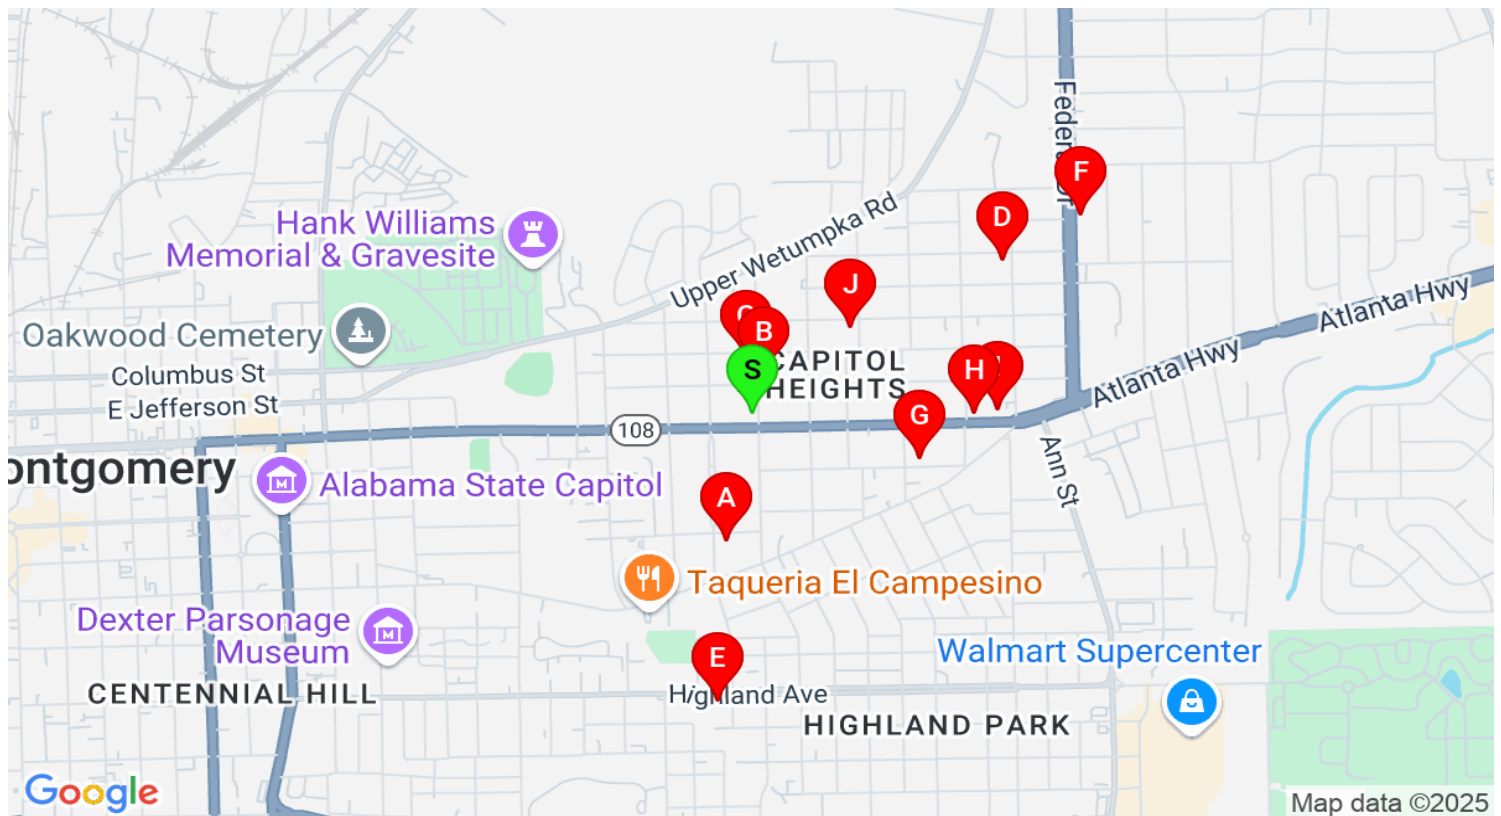 Federal Dr
F
D
Hank Williams
Memorial & Gravesite
Upper Wetumpka Rd
J
Atlanta Hwy
Oakwood Cemetery
B
CAPITOL
HEIGHTS
S
H
Columbus St
E Jefferson St
Atlanta Hwy
G
108
Ann St
ontgomery
Alabama State Capitol
A
Taqueria El Campesino
Dexter Parsonage
Museum
Walmart Supercenter
E
CENTENNIAL HILL
Highland Ave
HIGHLAND PARK
Google
Map data ©2025